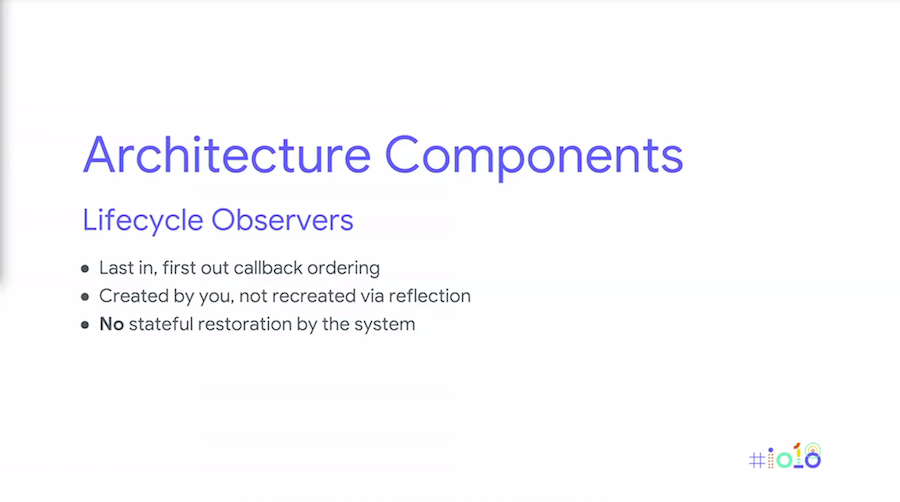 Architecture Components
Lifecycle Observers
• Last in, first out callback ordering
• Created by you, not recreated via reflection
• No stateful restoration by the system
#io18